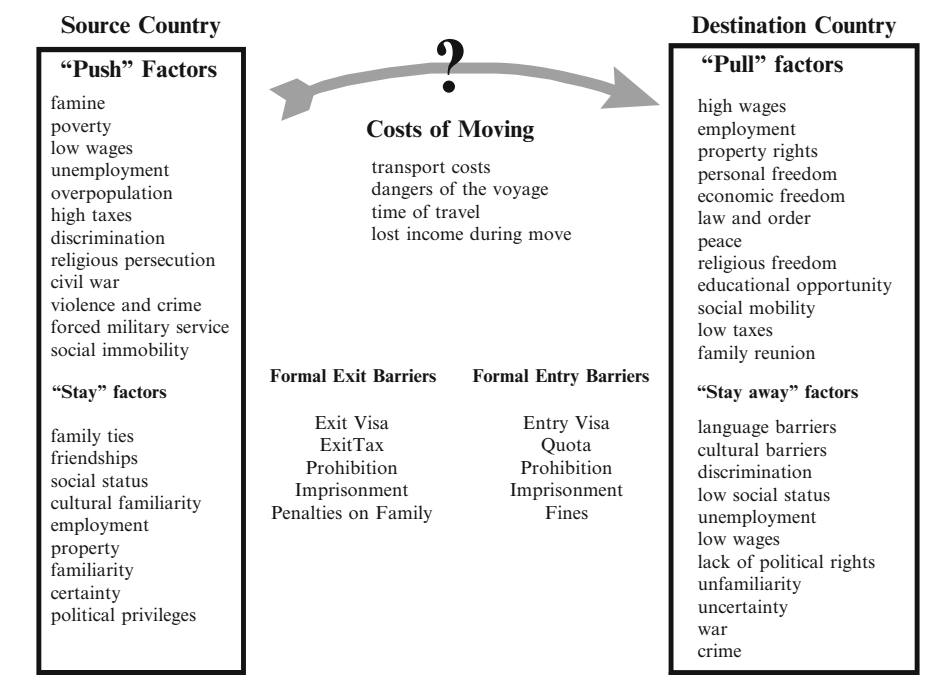 Source Country
"Push" Factors
famine
poverty
low wages
unemployment
overpopulation
high taxes
discrimination
religious persecution
civil war
violence and crime
forced military service
social immobility
"Stay" factors
family ties
friendships
social status
cultural familiarity
employment
property
familiarity
certainty
political privileges
?
Costs of Moving
transport costs
dangers of the voyage
time of travel
lost income during move
Formal Exit Barriers
Exit Visa
ExitTax
Prohibition
Imprisonment
Penalties on Family
Formal Entry Barriers
Entry Visa
Quota
Prohibition
Imprisonment
Fines
Destination Country
"Pull" factors
high wages
employment
property rights
personal freedom
economic freedom
law and order
peace
religious freedom
educational opportunity
social mobility
low taxes
family reunion
"Stay away" factors
language barriers
cultural barriers
discrimination
low social status
unemployment
low wages
lack of political rights
unfamiliarity
uncertainty
war
crime